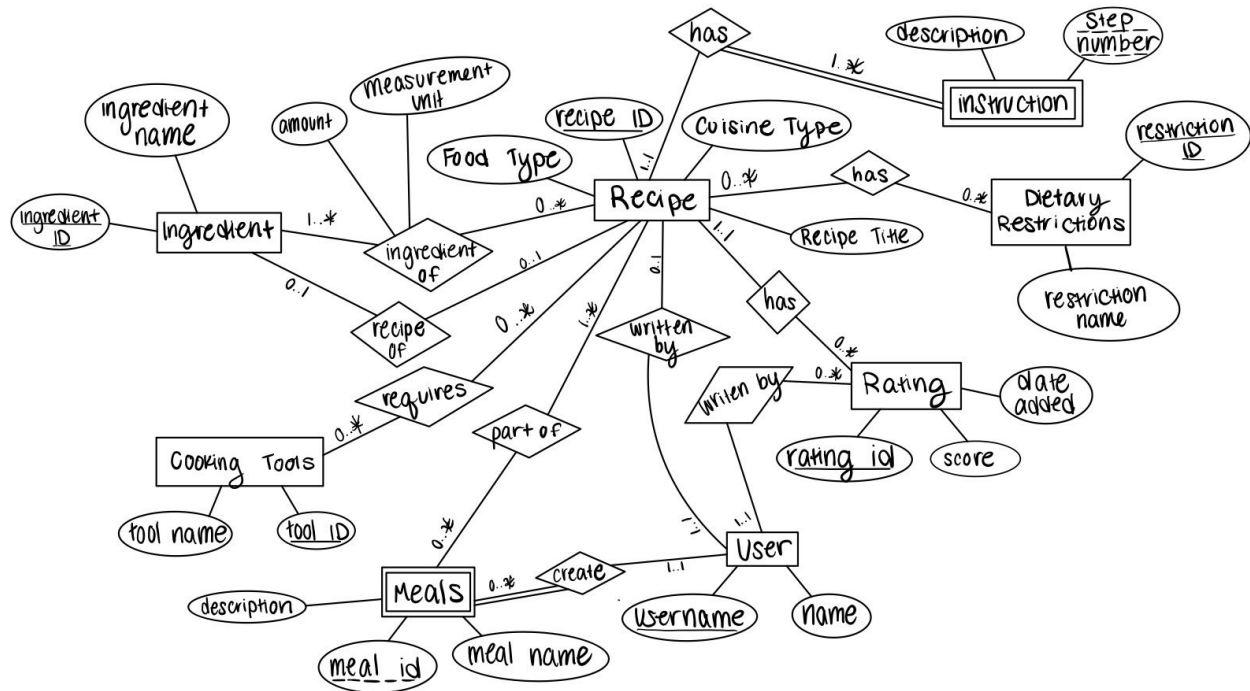 has
description
step
number
1..*
instruction
ingredient
name
amount
measurement
unit
recipe ID
Cuisine Type
Food Type
1..1
Recipe
0..*
has
0..*
restriction
ID
Dietary
Restrictions
restriction
name
Recipe Title
ingredient
ID
Ingredient
1..*
ingredient
of
0..*
0..1
recipe
of
0..1
0..*
requires
0..*
1..*
part of
0..*
0..1
written
by
1..1
1..1
has
0..*
writen by
0..*
1..1
Rating
date
added
rating id
score
Cooking Tools
tool name
tool ID
User
username
name
create
0..*
1..1
Meals
description
meal id
meal name